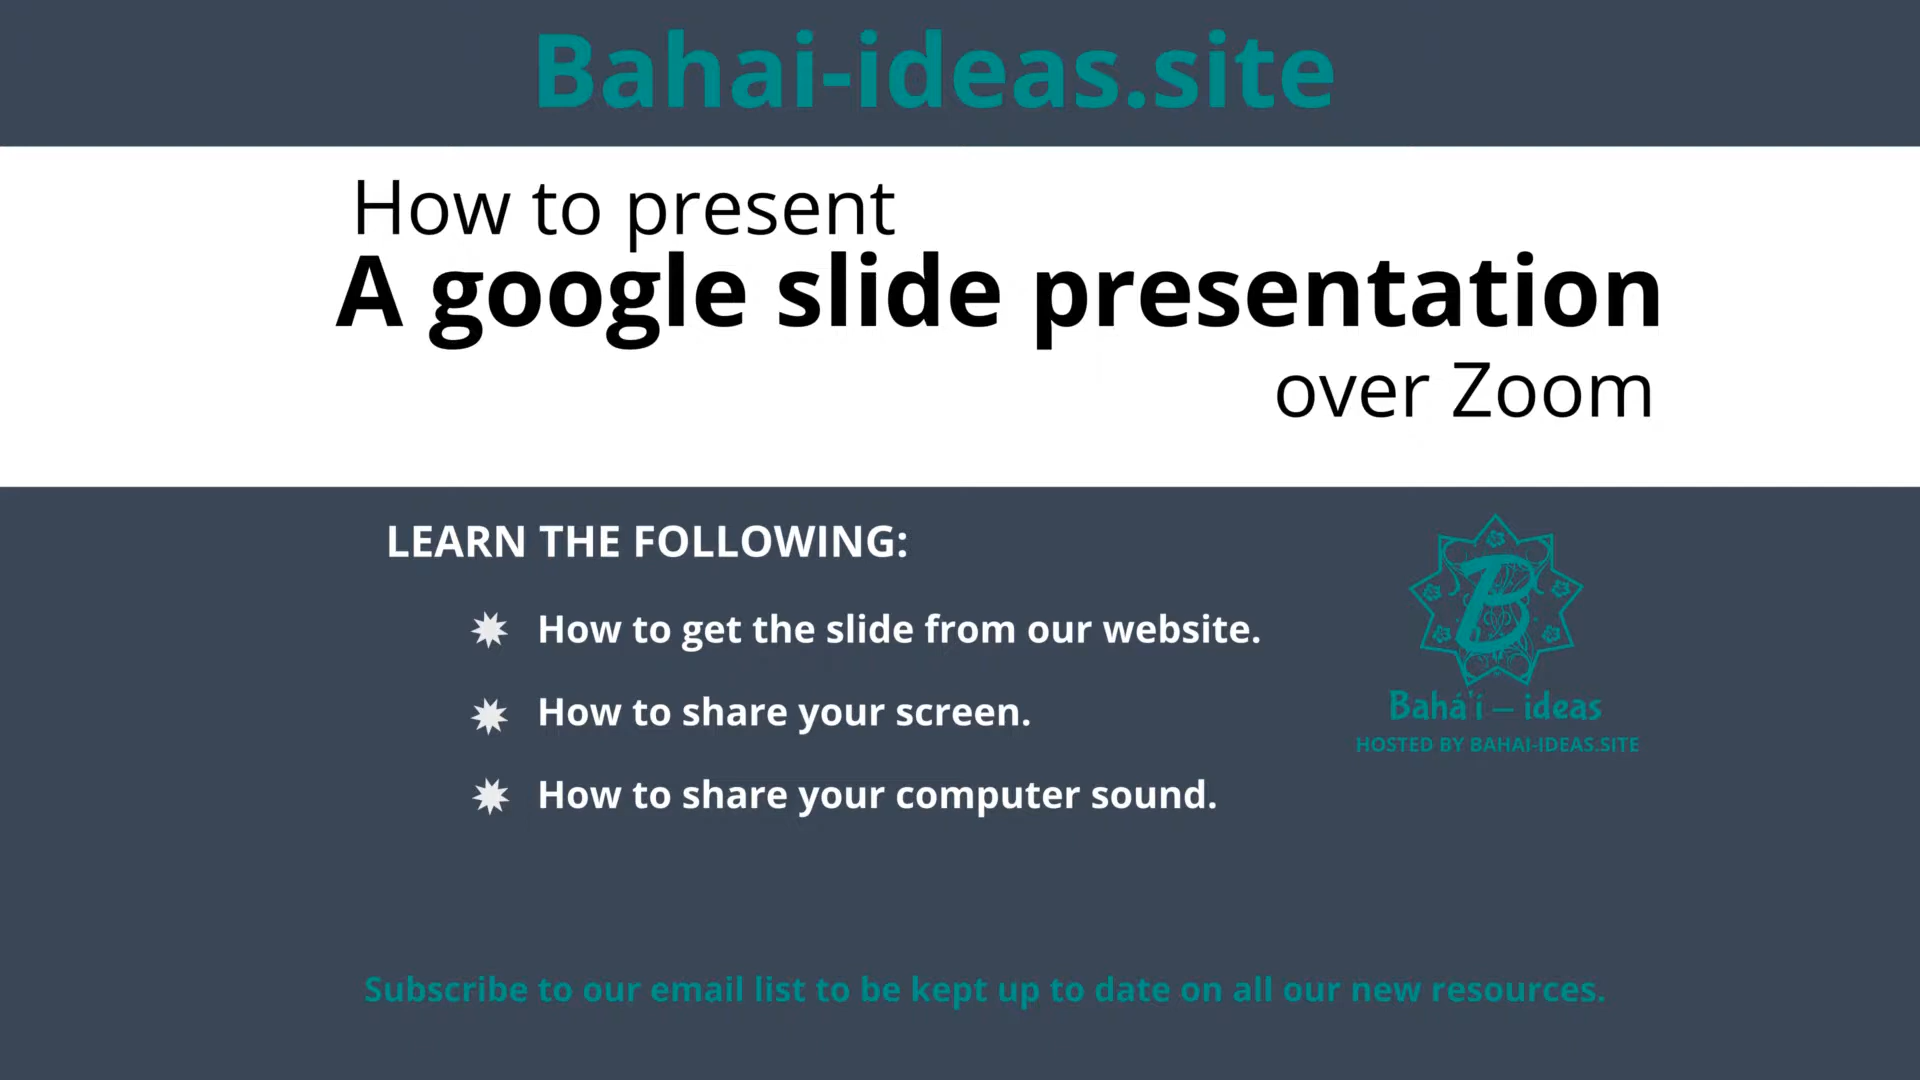 Bahai-ideas.site
How to present
A google slide presentation
over Zoom
LEARN THE FOLLOWING:
How to get the slide from our website.
How to share your screen.
How to share your computer sound.
B
Bahá'í – ideas
HOSTED BY BAHAI-IDEAS.SITE
Subscribe to our email list to be kept up to date on all our new resources.